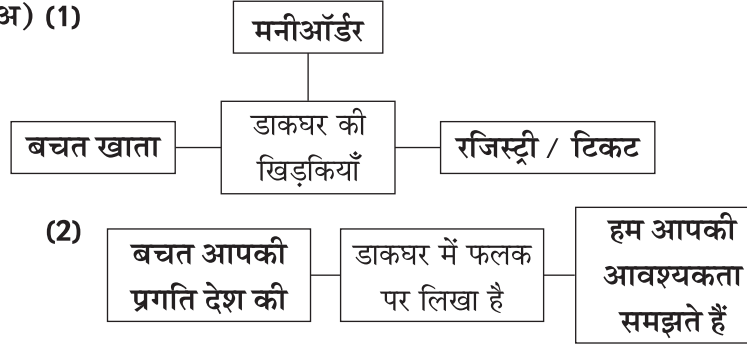 अ) (1)
मनीऑर्डर
बचत खाता
डाकघर की
खिड़कियाँ
रजिस्ट्री / टिकट
(2)
बचत आपकी
प्रगति देश की
डाकघर में फलक
पर लिखा है
हम आपकी
आवश्यकता
समझते हैं